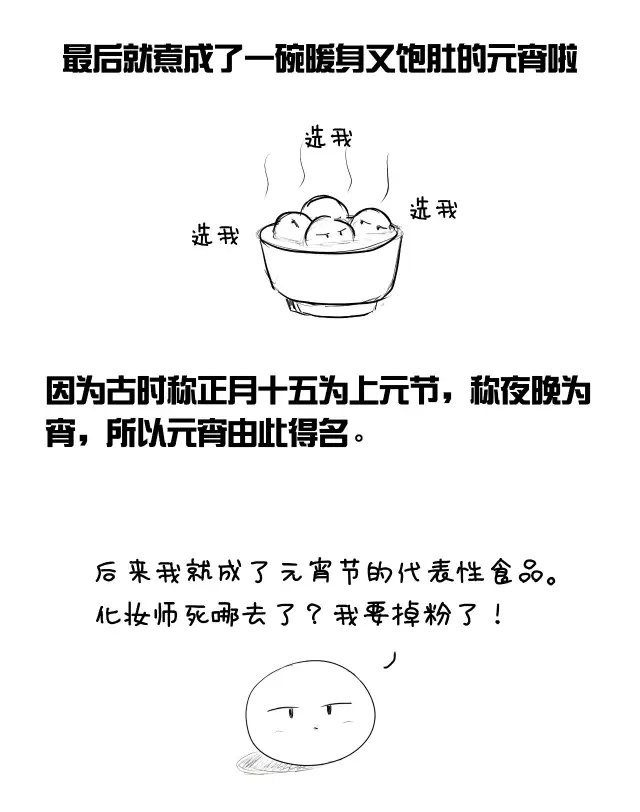 最后就煮成了一碗暖身又饱肚的元宵啦
选我
选我
选我
因为古时称正月十五为上元节，称夜晚为
宵，所以元宵由此得名。
后来我就成了元宵节的代表性食品。
化妆师死哪去了？我要掉粉了！